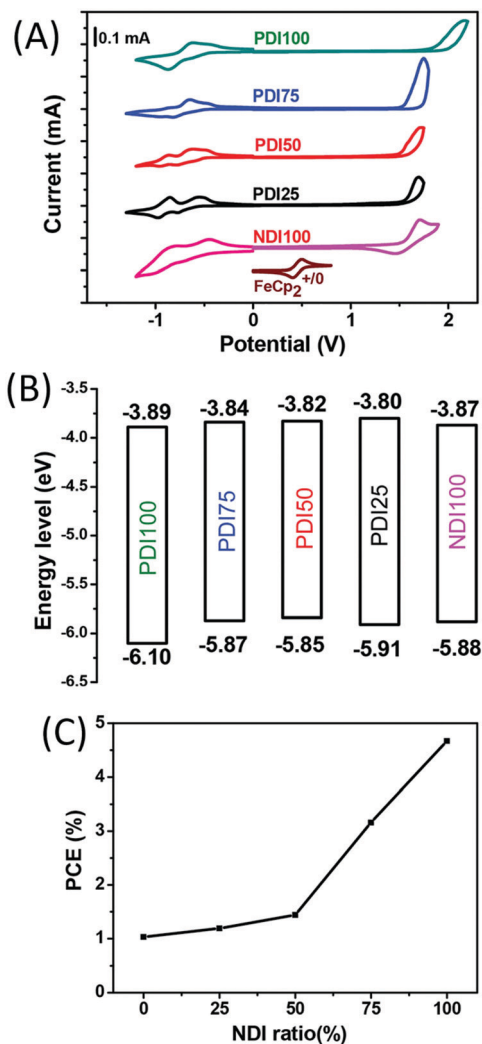 (A)
0.1 mA
PDI100
PDI75
PDI50
PDI25
NDI100
FeCp2+/0
Current (mA)
-1 0 1 2
Potential (V)
(B)
-3.5
-4.0
-4.5
-5.0
-5.5
-6.0
-6.5
Energy level (eV)
-3.89 -3.84 -3.82 -3.80 -3.87
PDI100 PDI75 PDI50 PDI25 NDI100
-6.10 -5.87 -5.85 -5.91 -5.88
(C)
5
4
3
2
1
0
PCE (%)
0 25 50 75 100
NDI ratio(%)